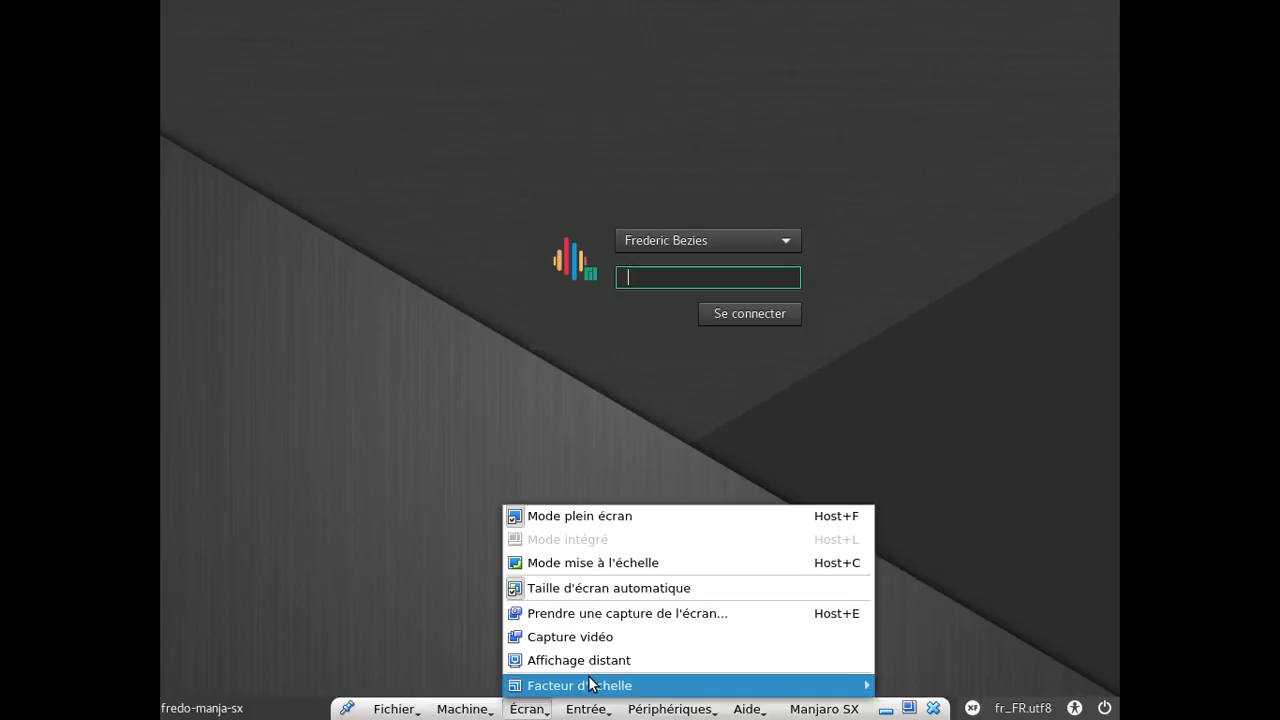 Frederic Bezies
Se connecter
Mode plein écran Host+F
Mode intégré Host+L
Mode mise à l'échelle Host+C
Taille d'écran automatique
Prendre une capture de l'écran... Host+E
Capture vidéo
Affichage distant
Facteur d'échelle
fredo-manja-sx Fichier Machine Écran Entrée Périphériques Aide Manjaro SX XF fr_FR.utf8